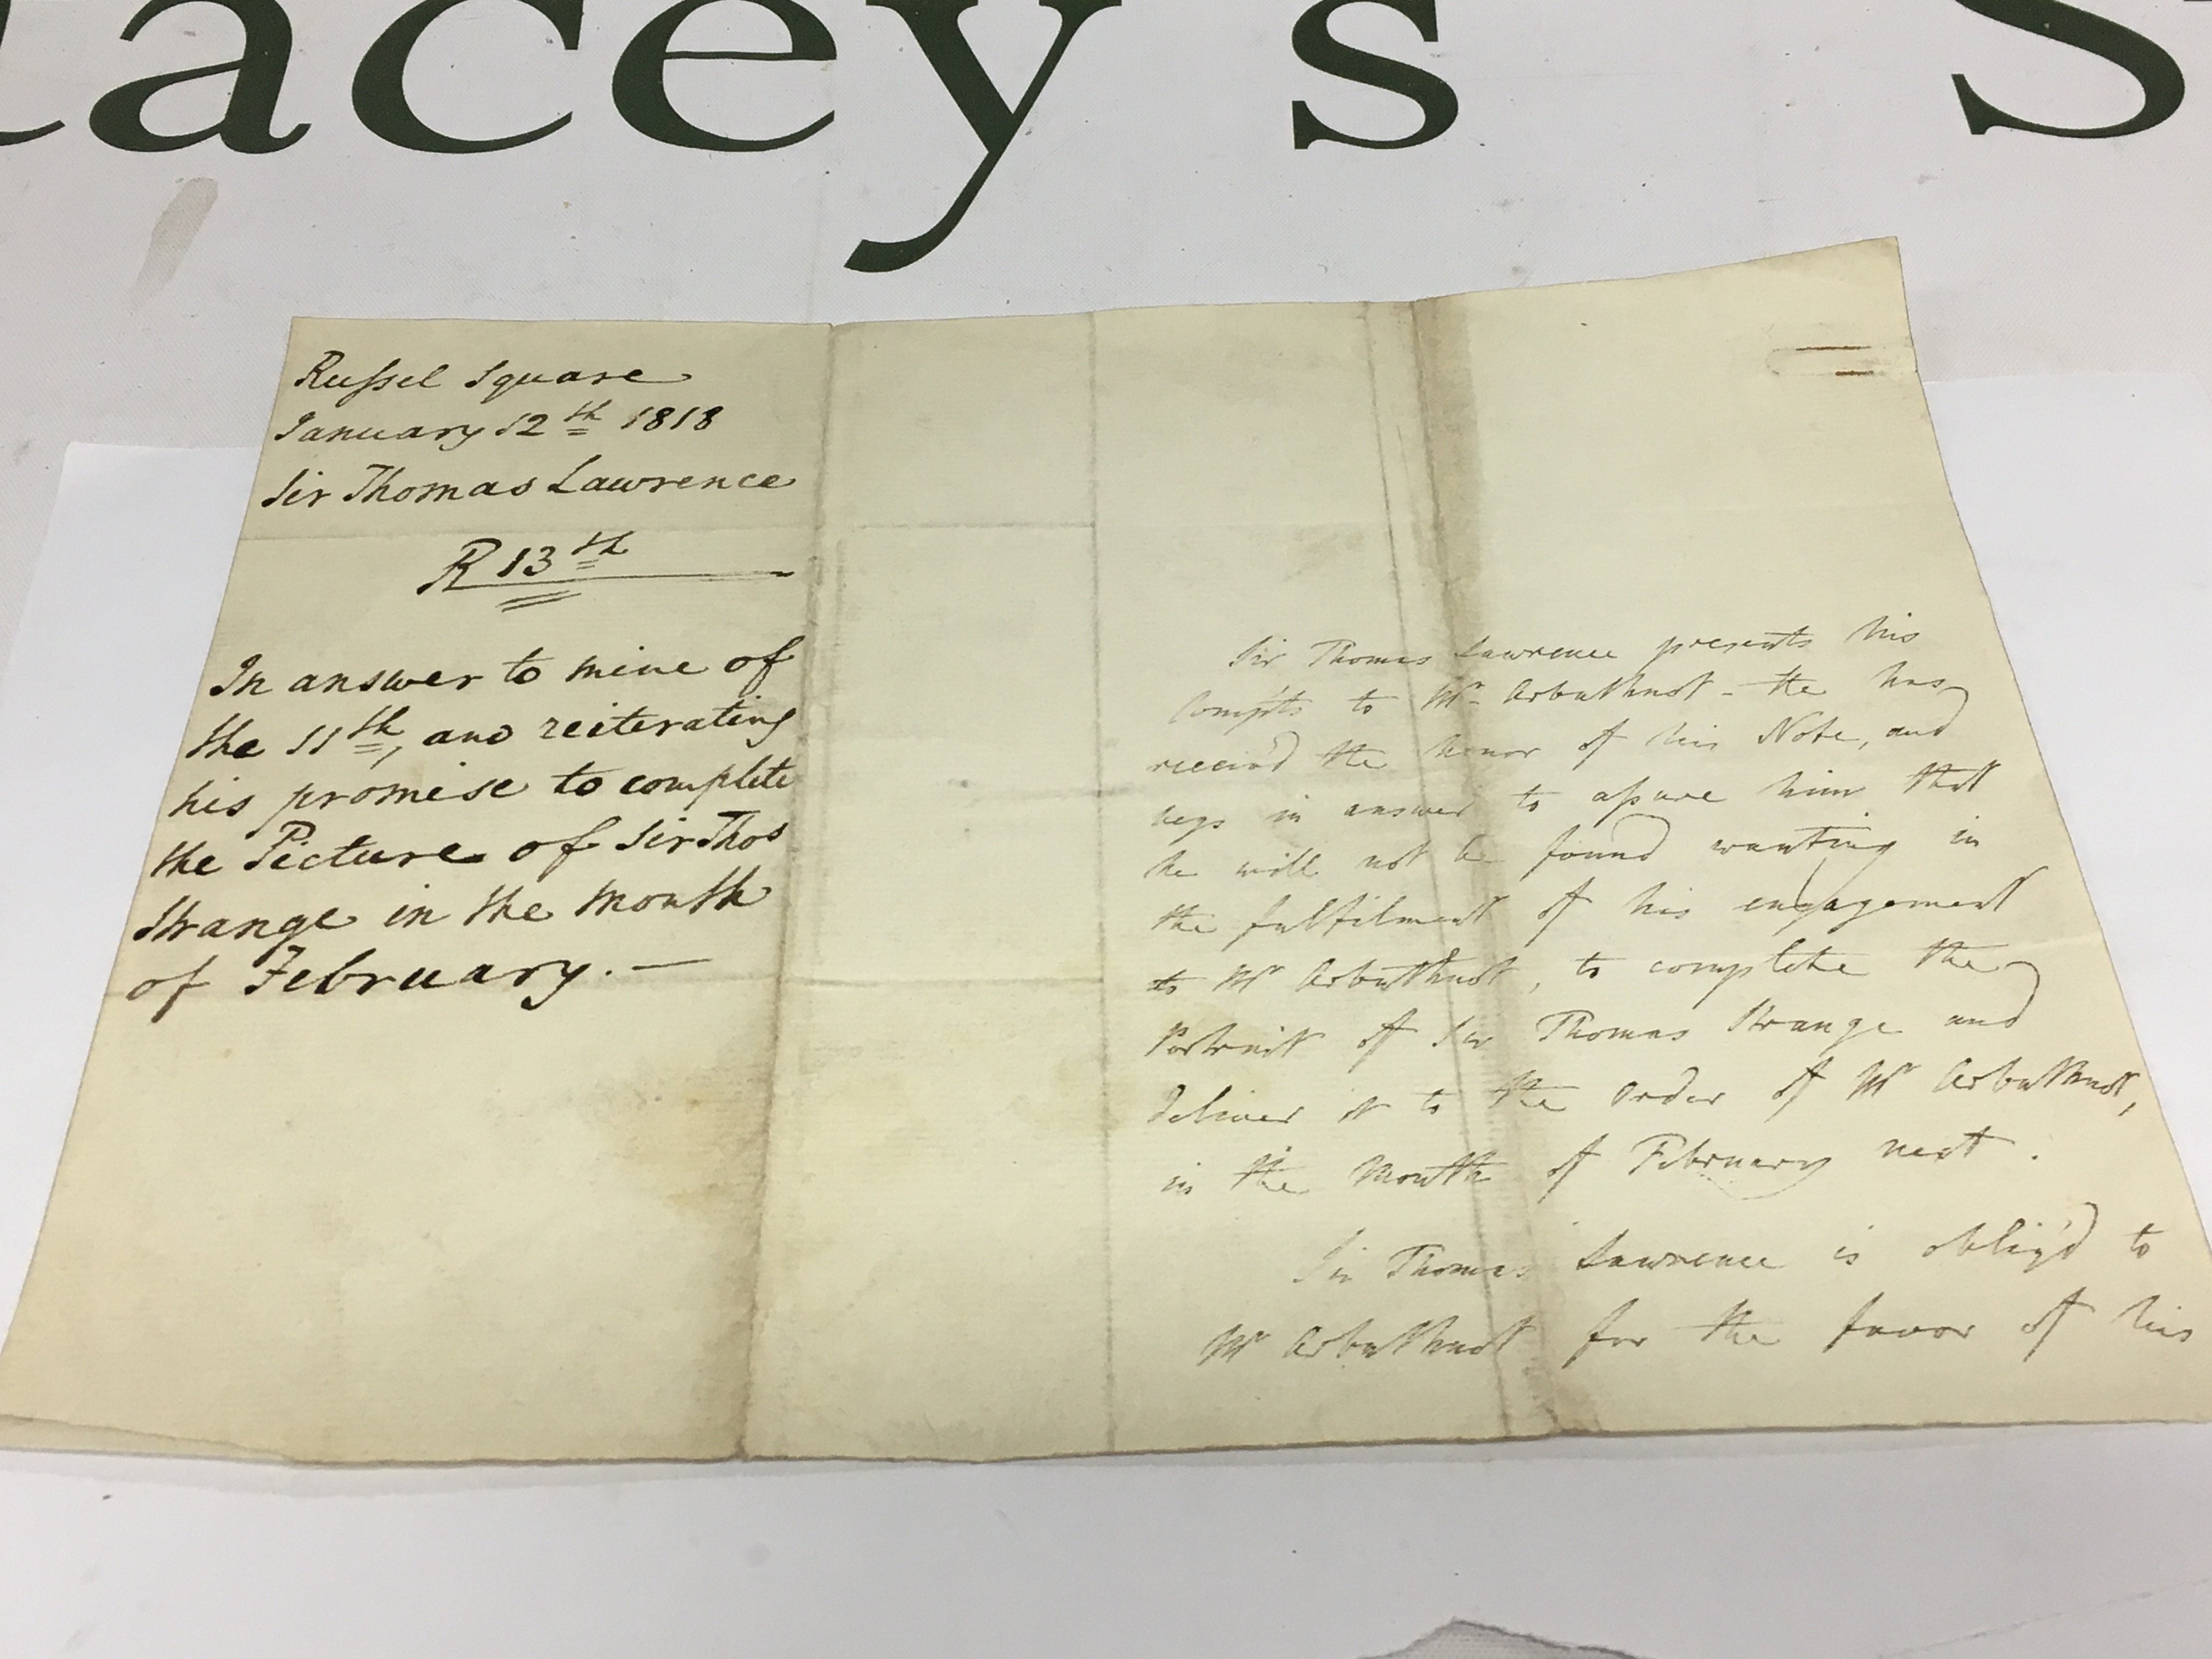 acey's S
Russel Square
January 12th 1818
Sir Thomas Lawrence
R 13th
In answer to mine of
the 11th, and reiterating
his promise to complete
the Picture of Sir Thos
Strange in the month
of February. —
Sir Thomas Lawrence presents his
Compts to Mr Arbuthnot - He has
receiv'd the honor of his Note, and
begs in answer to assure him that
he will not be found wanting in
the fulfilment of his engagement
to Mr Arbuthnot, to complete the
Portrait of Sir Thomas Strange and
deliver it to the order of Mr Arbuthnot,
in the Month of February next.
Sir Thomas Lawrence is oblig'd to
Mr Arbuthnot for the favor of his